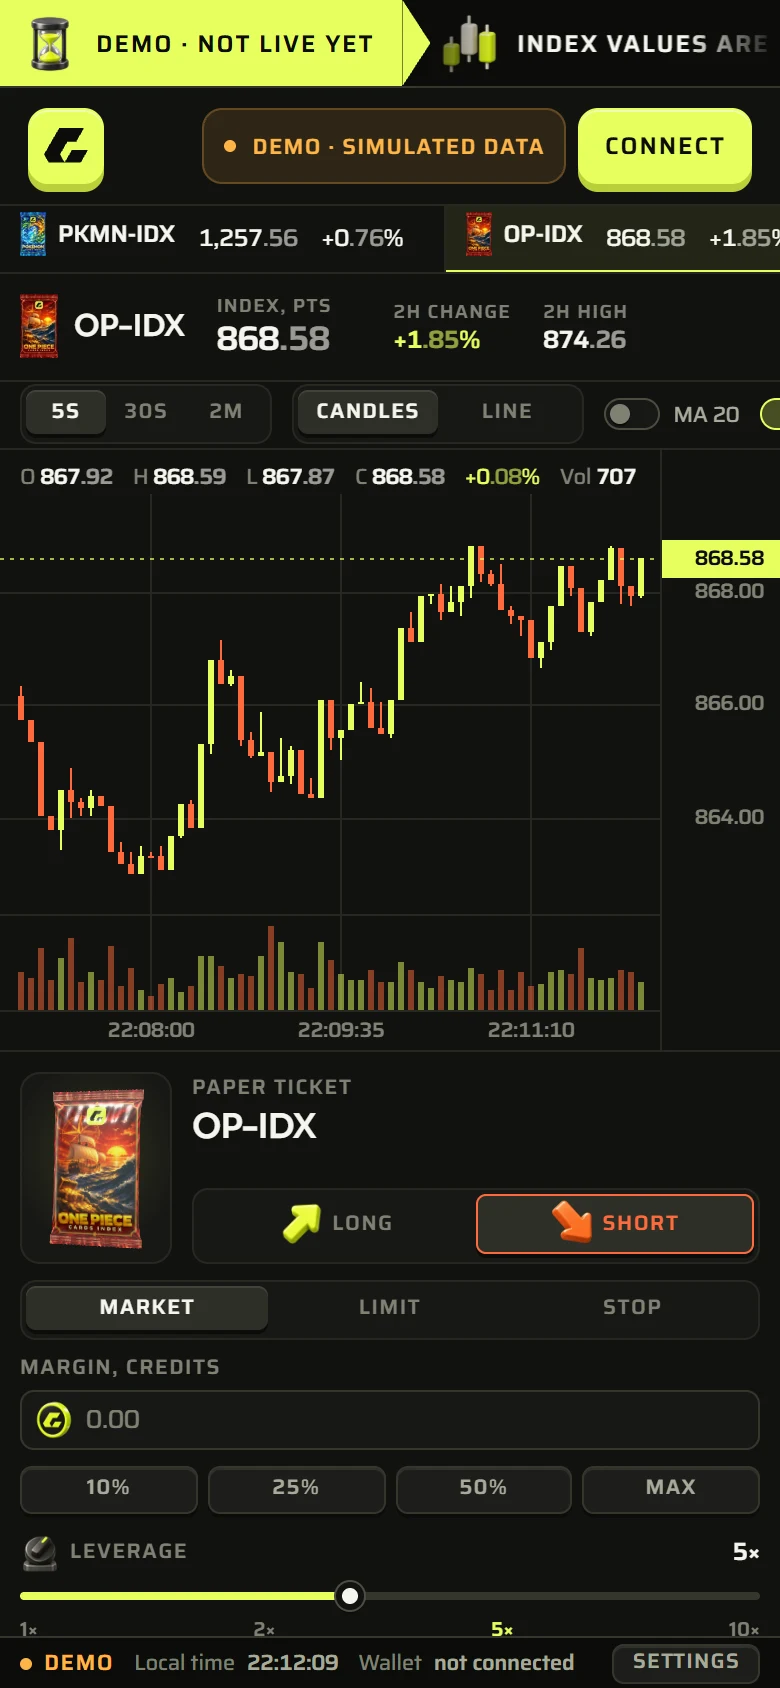 DEMO · NOT LIVE YET
INDEX VALUES ARE
DEMO · SIMULATED DATA
CONNECT
PKMN-IDX 1,257.56 +0.76%
OP-IDX 868.58 +1.85%
OP-IDX
INDEX, PTS
868.58
2H CHANGE
+1.85%
2H HIGH
874.26
5S 30S 2M
CANDLES LINE
MA 20
O 867.92 H 868.59 L 867.87 C 868.58 +0.08% Vol 707
868.58
868.00
866.00
864.00
22:08:00 22:09:35 22:11:10
PAPER TICKET
OP-IDX
ONE PIECE
CARDS INDEX
LONG SHORT
MARKET LIMIT STOP
MARGIN, CREDITS
0.00
10% 25% 50% MAX
LEVERAGE 5×
1× 2× 5× 10×
DEMO Local time 22:12:09 Wallet not connected SETTINGS